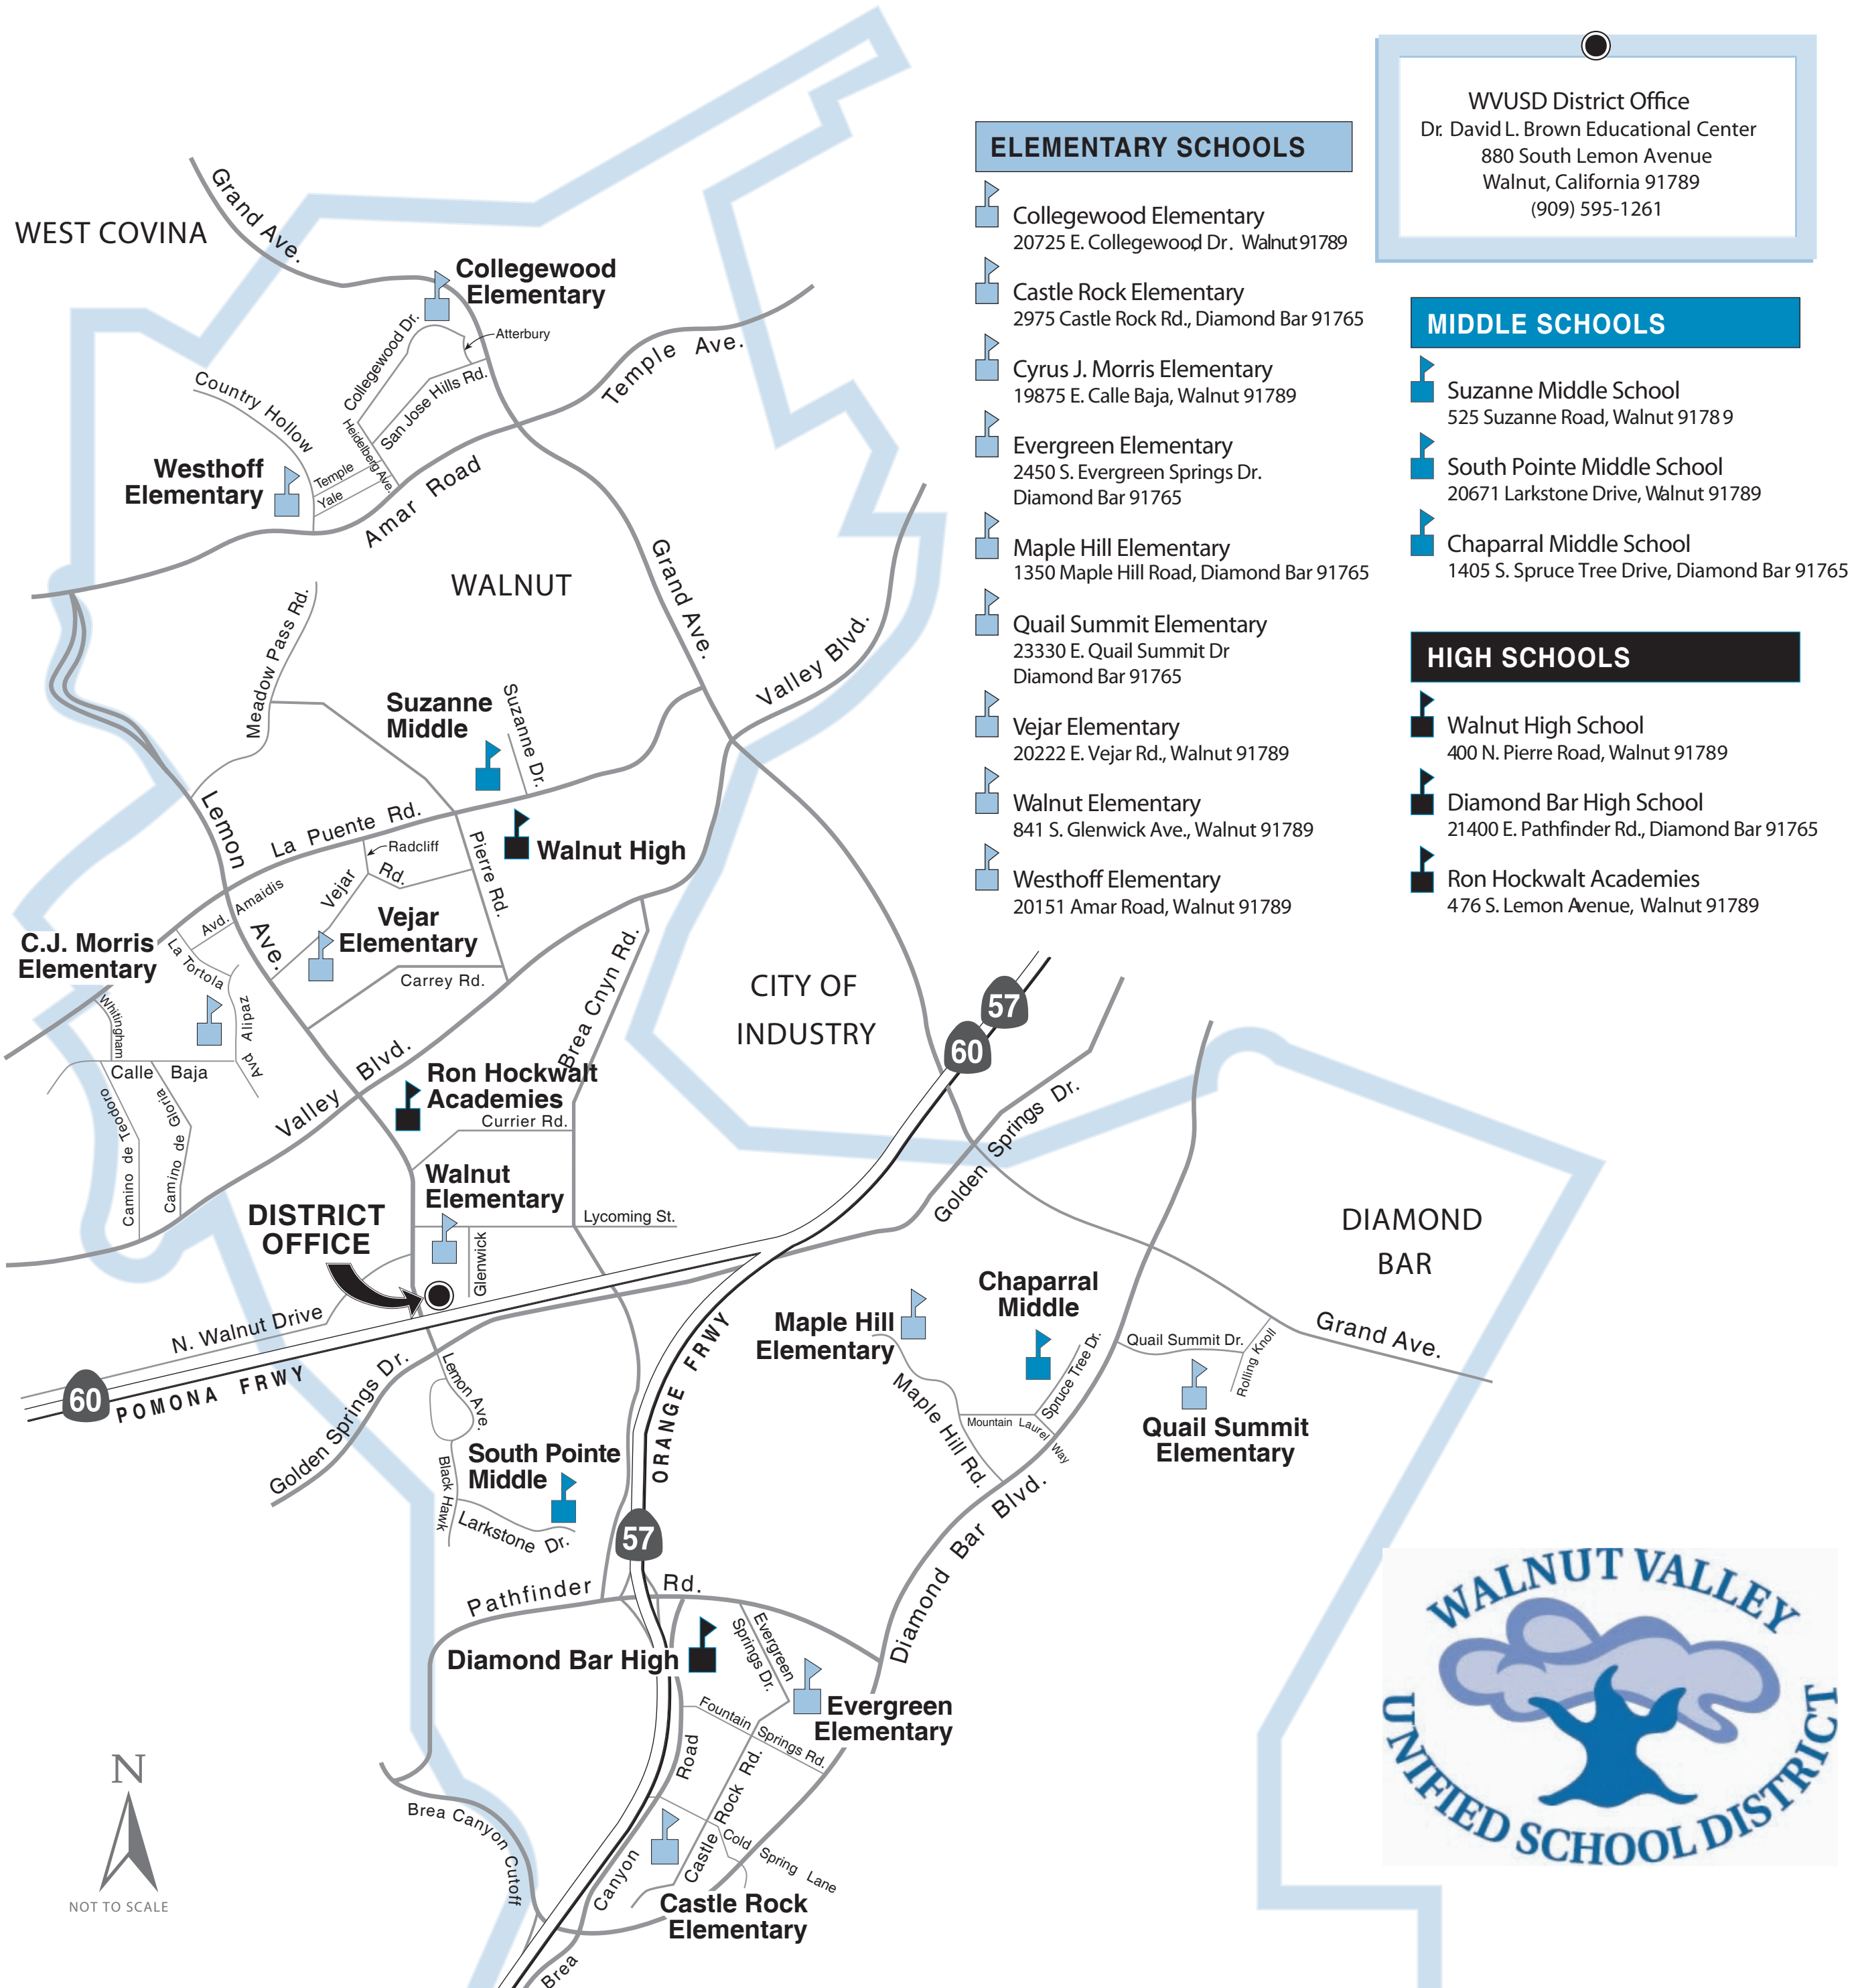 WVUSD District Office
Dr. David L. Brown Educational Center
880 South Lemon Avenue
Walnut, California 91789
(909) 595-1261
ELEMENTARY SCHOOLS
Collegewood Elementary
20725 E. Collegewood, Dr. Walnut 91789
Castle Rock Elementary
2975 Castle Rock Rd., Diamond Bar 91765
Cyrus J. Morris Elementary
19875 E. Calle Baja, Walnut 91789
Evergreen Elementary
2450 S. Evergreen Springs Dr.
Diamond Bar 91765
Maple Hill Elementary
1350 Maple Hill Road, Diamond Bar 91765
Quail Summit Elementary
23330 E. Quail Summit Dr
Diamond Bar 91765
Vejar Elementary
20222 E. Vejar Rd., Walnut 91789
Walnut Elementary
841 S. Glenwick Ave., Walnut 91789
Westhoff Elementary
20151 Amar Road, Walnut 91789
MIDDLE SCHOOLS
Suzanne Middle School
525 Suzanne Road, Walnut 91789
South Pointe Middle School
20671 Larkstone Drive, Walnut 91789
Chaparral Middle School
1405 S. Spruce Tree Drive, Diamond Bar 91765
HIGH SCHOOLS
Walnut High School
400 N. Pierre Road, Walnut 91789
Diamond Bar High School
21400 E. Pathfinder Rd., Diamond Bar 91765
Ron Hockwalt Academies
476 S. Lemon Avenue, Walnut 91789
WEST COVINA
Grand Ave.
Collegewood
Elementary
Atterbury
Collegewood Dr.
Temple Ave.
Country Hollow
San Jose Hills Rd.
Heidelberg Ave.
Westhoff
Elementary
Temple
Yale
Amar Road
WALNUT
Grand Ave.
Meadow Pass Rd.
Valley Blvd.
Suzanne
Middle
Suzanne Dr.
Lemon
Ave.
La Puente Rd.
Radcliff
Pierre Rd.
Walnut High
Vejar
Rd.
Avd. Amaidis
Vejar
Elementary
C.J. Morris
Elementary
La Tortola
Carrey Rd.
Brea Cnyn Rd.
CITY OF
INDUSTRY
57
60
Whitingham
Avd Alipaz
Calle Baja
Valley Blvd.
Ron Hockwalt
Academies
Currier Rd.
Camino de Teodoro
Camino de Gloria
Golden Springs Dr.
Walnut
Elementary
Lycoming St.
DISTRICT
OFFICE
Glenwick
DIAMOND
BAR
N. Walnut Drive
60
POMONA FRWY
Golden Springs Dr.
Lemon Ave.
ORANGE FRWY
Maple Hill
Elementary
Chaparral
Middle
Quail Summit Dr.
Rolling Knoll
Grand Ave.
Spruce Tree Dr.
Maple Hill Rd.
Mountain Laurel Way
Quail Summit
Elementary
South Pointe
Middle
Black Hawk
Larkstone Dr.
57
Diamond Bar Blvd.
Pathfinder Rd.
Diamond Bar High
Evergreen
Springs Dr.
Evergreen
Elementary
Fountain Springs Rd.
Castle Rock Rd.
Cold Spring Lane
Brea Canyon Road
Brea Canyon Cutoff
Castle Rock
Elementary
N
NOT TO SCALE
WALNUT VALLEY
UNIFIED SCHOOL DISTRICT